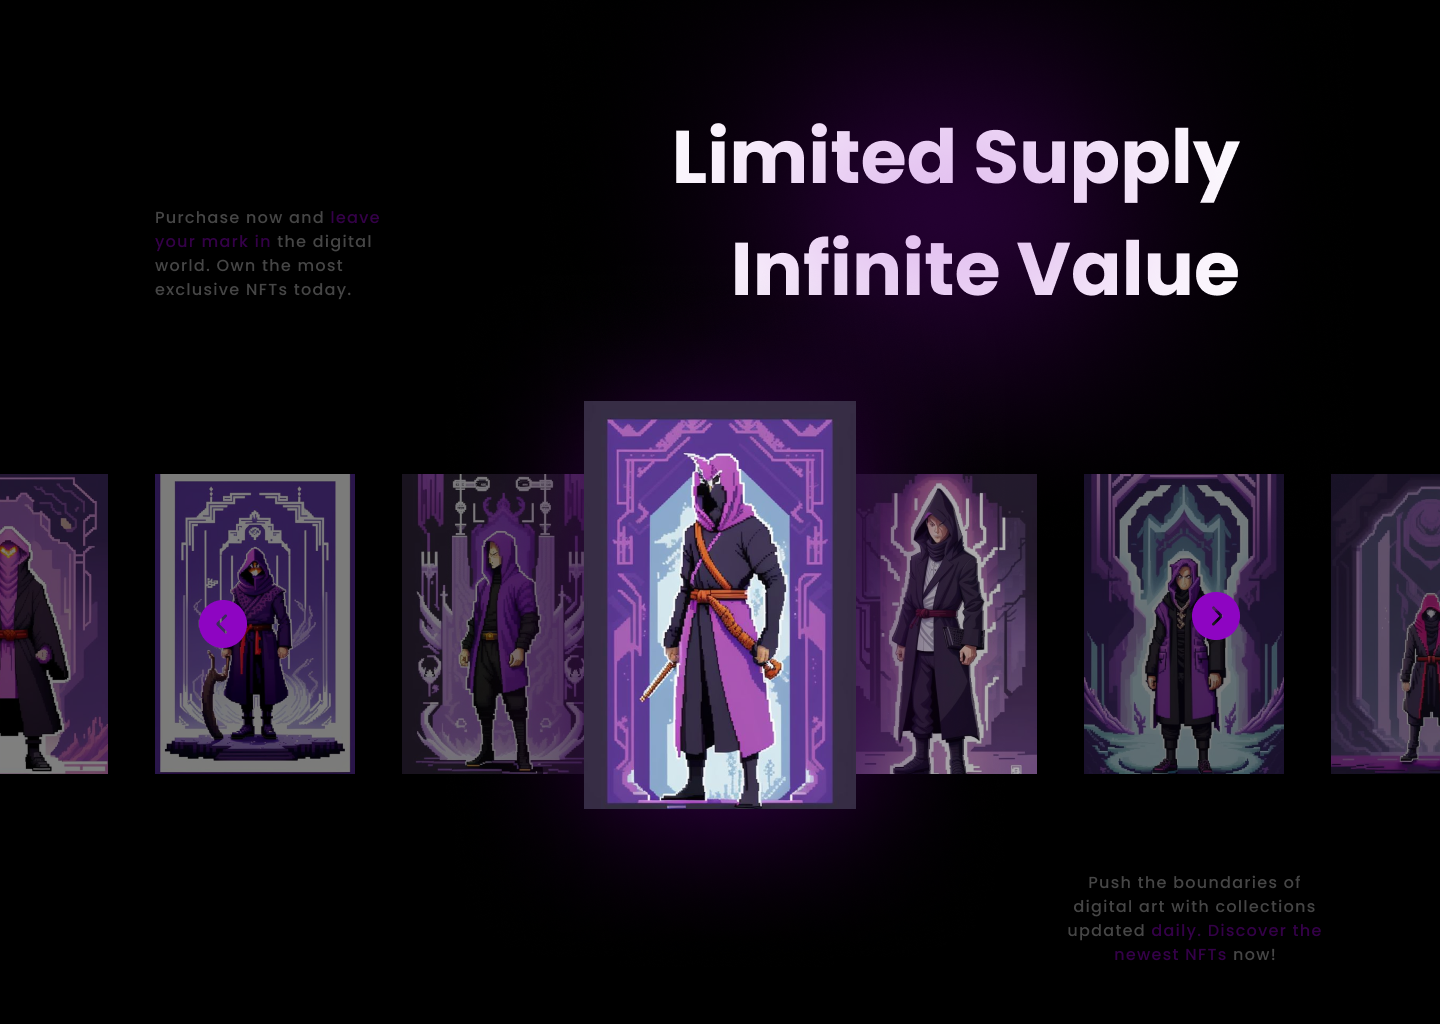 Limited Supply
Infinite Value
Purchase now and leave
your mark in the digital
world. Own the most
exclusive NFTs today.
Push the boundaries of
digital art with collections
updated daily. Discover the
newest NFTs now!